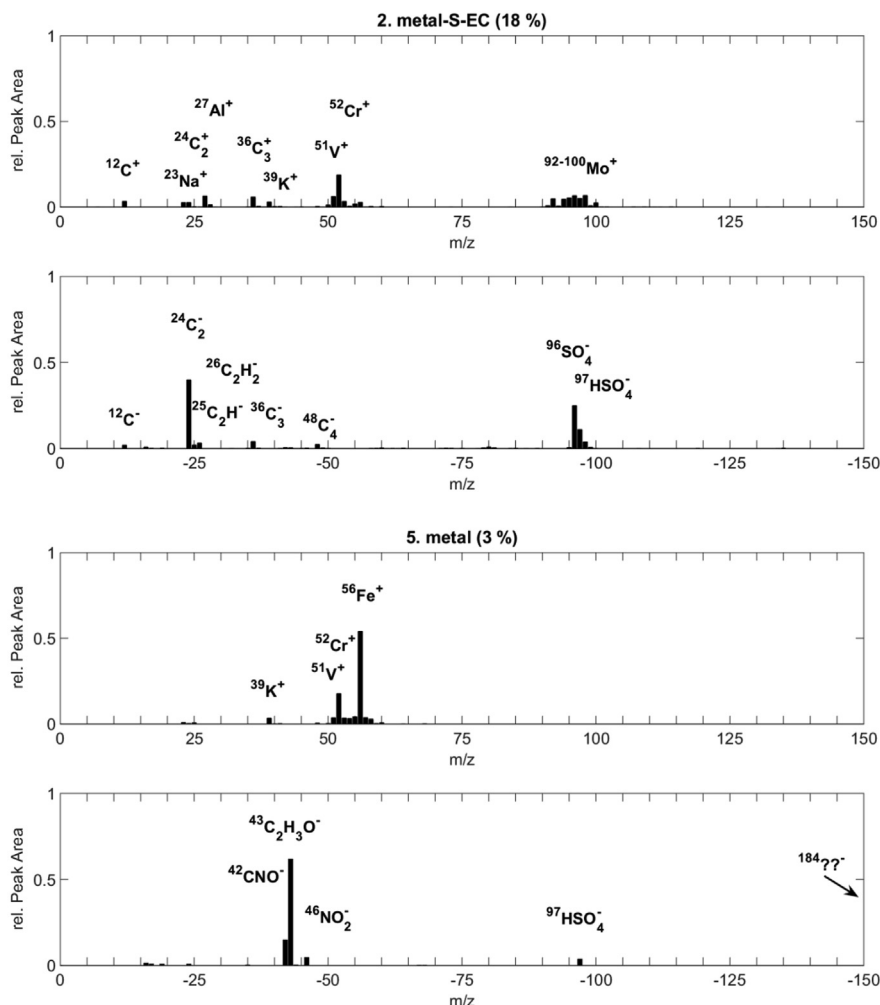 2. metal-S-EC (18 %)
1
0.5
0
rel. Peak Area
¹²C⁺
²³Na⁺
²⁴C₂⁺
²⁷Al⁺
³⁶C₃⁺
³⁹K⁺
⁵¹V⁺
⁵²Cr⁺
⁹²⁻¹⁰⁰Mo⁺
0 25 50 75 100 125 150
m/z
1
0.5
0
rel. Peak Area
¹²C⁻
²⁴C₂⁻
²⁵C₂H⁻
²⁶C₂H₂⁻
³⁶C₃⁻
⁴⁸C₄⁻
⁹⁶SO₄⁻
⁹⁷HSO₄⁻
0 -25 -50 -75 -100 -125 -150
m/z
5. metal (3 %)
1
0.5
0
rel. Peak Area
³⁹K⁺
⁵¹V⁺
⁵²Cr⁺
⁵⁶Fe⁺
0 25 50 75 100 125 150
m/z
1
0.5
0
rel. Peak Area
⁴²CNO⁻
⁴³C₂H₃O⁻
⁴⁶NO₂⁻
⁹⁷HSO₄⁻
¹⁸⁴??⁻
0 -25 -50 -75 -100 -125 -150
m/z